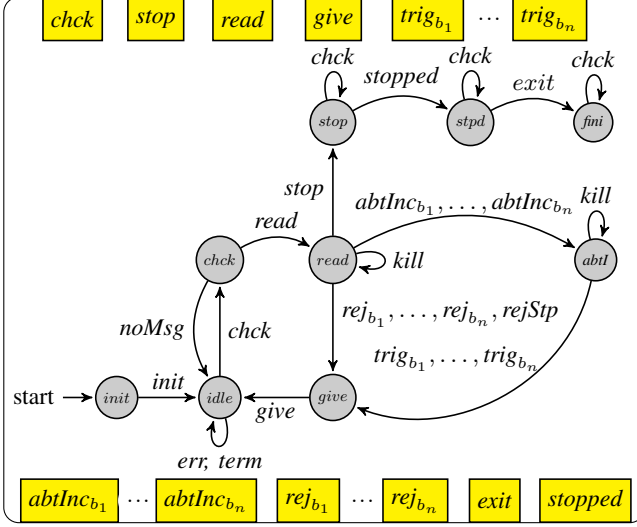 chck stop read give trig_b1 … trig_bn
chck chck chck
stopped exit
stop stpd fini
stop
read abtInc_b1, . . . , abtInc_bn kill
chck read kill abtI
rej_b1, . . . , rej_bn, rejStp
noMsg chck
trig_b1, . . . , trig_bn
start init init idle give give
err, term
abtInc_b1 … abtInc_bn rej_b1 … rej_bn exit stopped